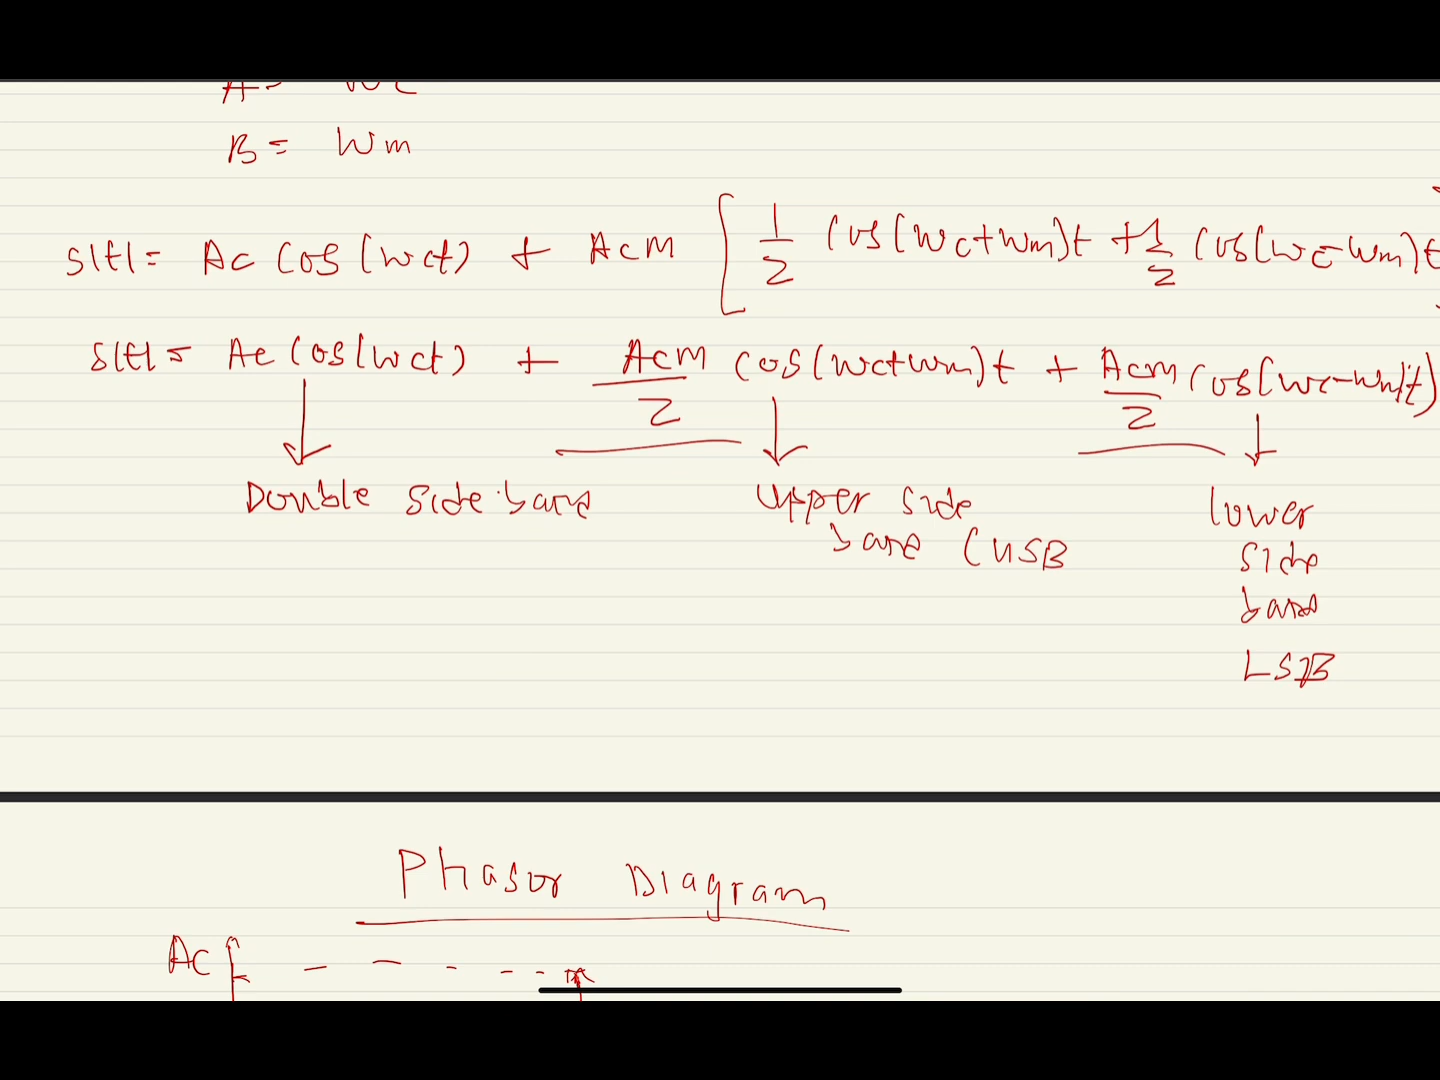 A = Wc
B = Wm
s(t) = Ac Cos (wct) + Acm [ 1/2 Cos (wc+wm)t + 1/2 Cos (wc-wm)t
s(t) = Ac Cos (wct) + Acm/2 Cos (wc+wm)t + Acm/2 Cos (wc-wm)t)
Double Side band
Upper Side band (USB
lower Side band LSB
Phasor Diagram
Ac